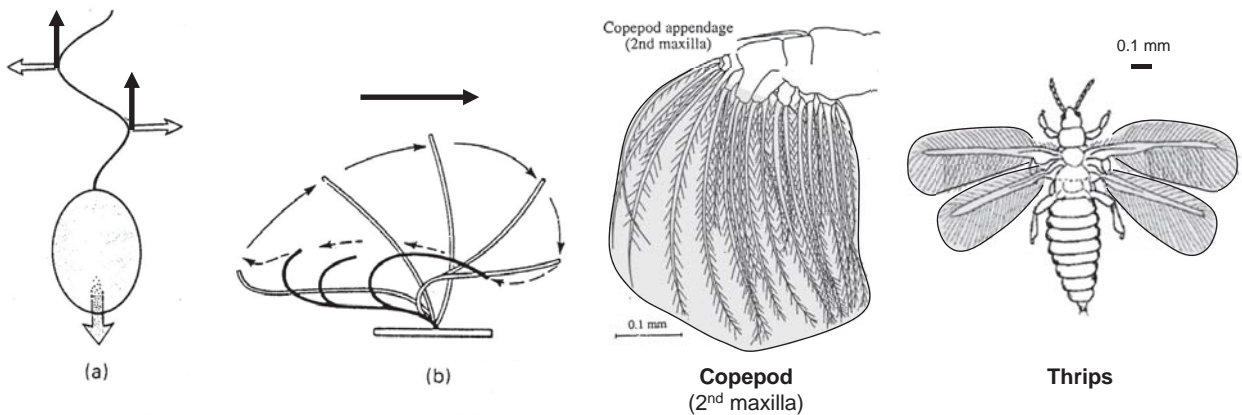 (a)
(b)
Copepod appendage
(2nd maxilla)
0.1 mm
Copepod
(2nd maxilla)
0.1 mm
Thrips